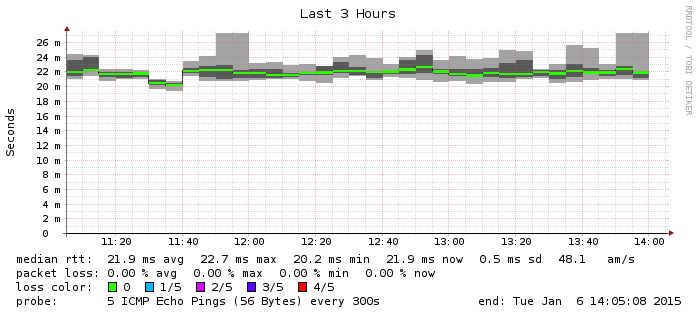 Last 3 Hours
RRDTOOL / TOBI OETIKER
Seconds
26 m
24 m
22 m
20 m
18 m
16 m
14 m
12 m
10 m
8 m
6 m
4 m
2 m
0
11:20 11:40 12:00 12:20 12:40 13:00 13:20 13:40 14:00
median rtt: 21.9 ms avg 22.7 ms max 20.2 ms min 21.9 ms now 0.5 ms sd 48.1 am/s
packet loss: 0.00 % avg 0.00 % max 0.00 % min 0.00 % now
loss color: 0 1/5 2/5 3/5 4/5
probe: 5 ICMP Echo Pings (56 Bytes) every 300s end: Tue Jan 6 14:05:08 2015